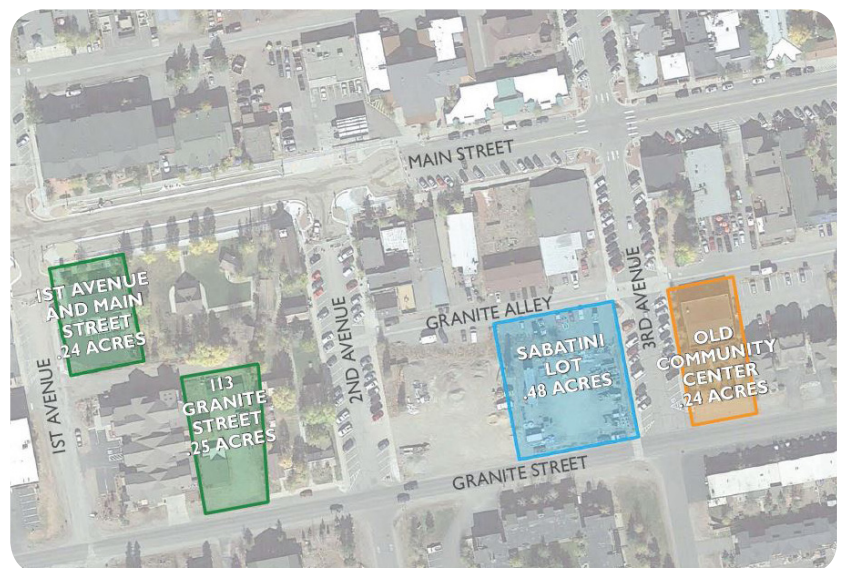 MAIN STREET
1ST AVENUE
AND MAIN
STREET
.24 ACRES
GRANITE ALLEY
2ND AVENUE
3RD AVENUE
SABATINI
LOT
.48 ACRES
OLD
COMMUNITY
CENTER
.24 ACRES
113
GRANITE
STREET
.25 ACRES
1ST AVENUE
GRANITE STREET